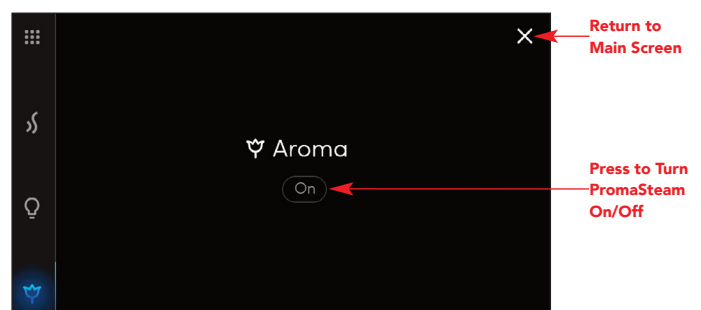 Return to
Main Screen
Aroma
On
Press to Turn
PromaSteam
On/Off